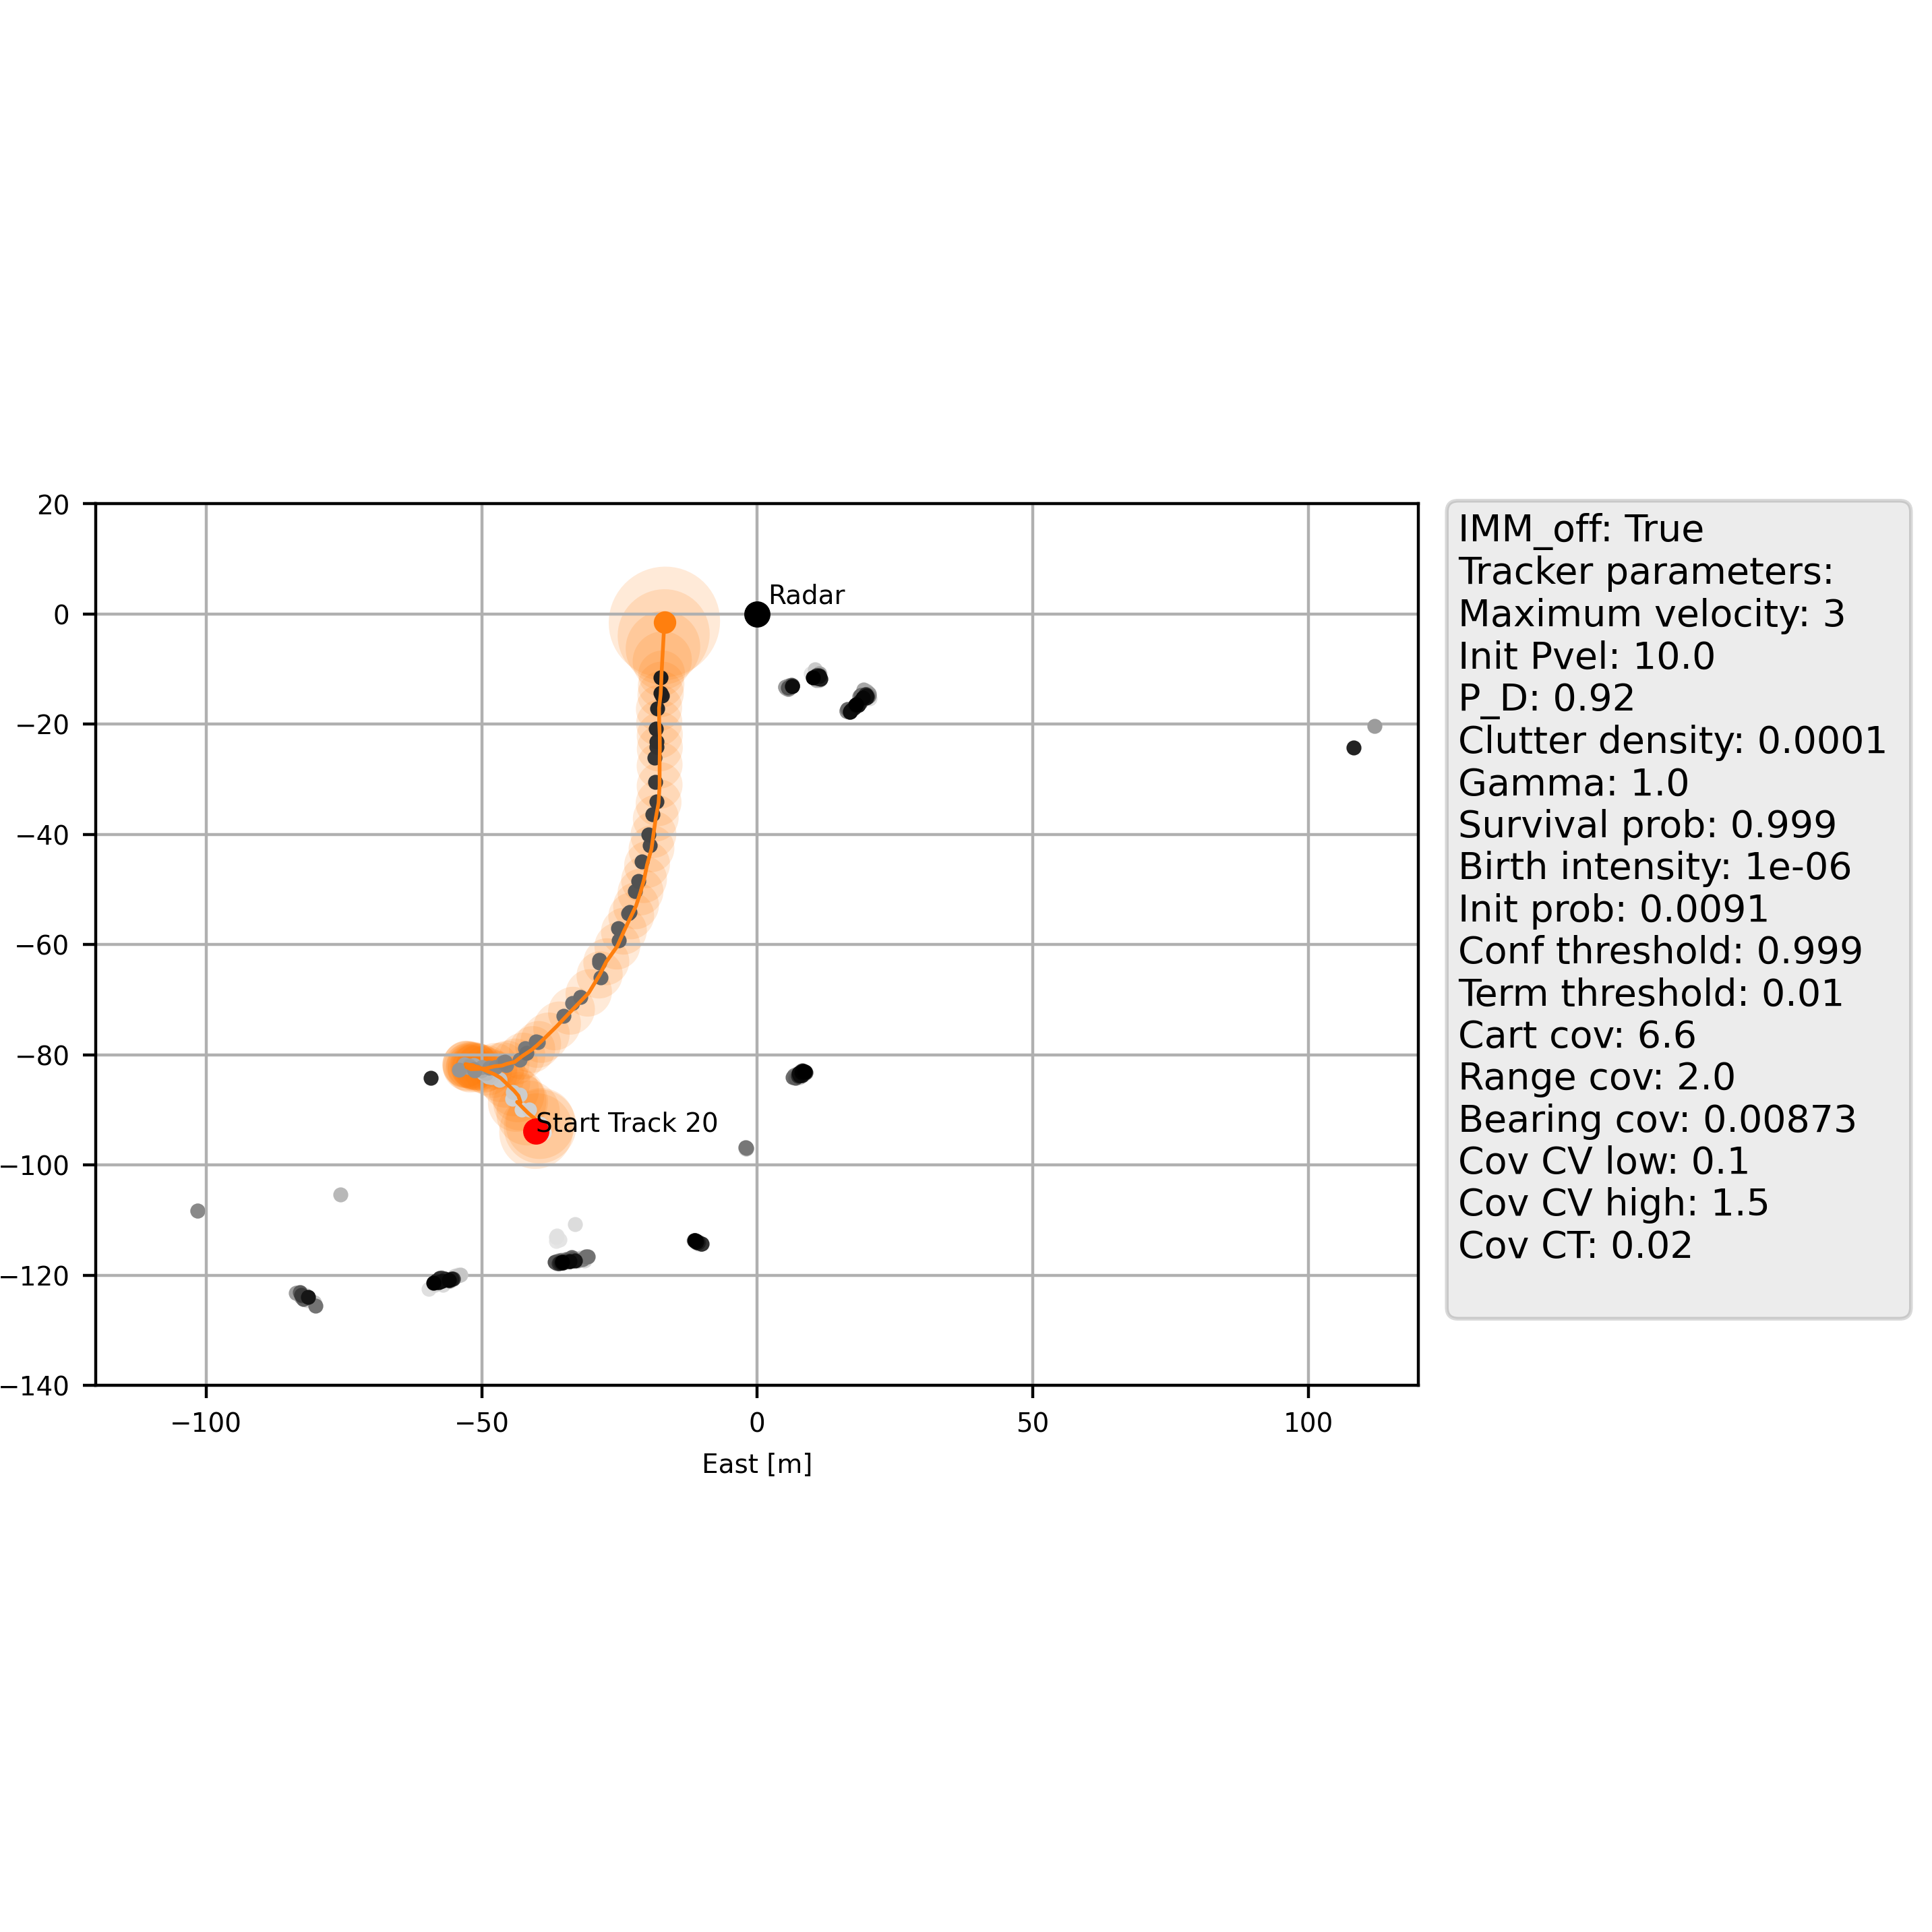 20
0
−20
−40
−60
−80
−100
−120
−140
−100
−50
0
50
100
East [m]
Radar
Start Track 20
IMM_off: True
Tracker parameters:
Maximum velocity: 3
Init Pvel: 10.0
P_D: 0.92
Clutter density: 0.0001
Gamma: 1.0
Survival prob: 0.999
Birth intensity: 1e-06
Init prob: 0.0091
Conf threshold: 0.999
Term threshold: 0.01
Cart cov: 6.6
Range cov: 2.0
Bearing cov: 0.00873
Cov CV low: 0.1
Cov CV high: 1.5
Cov CT: 0.02